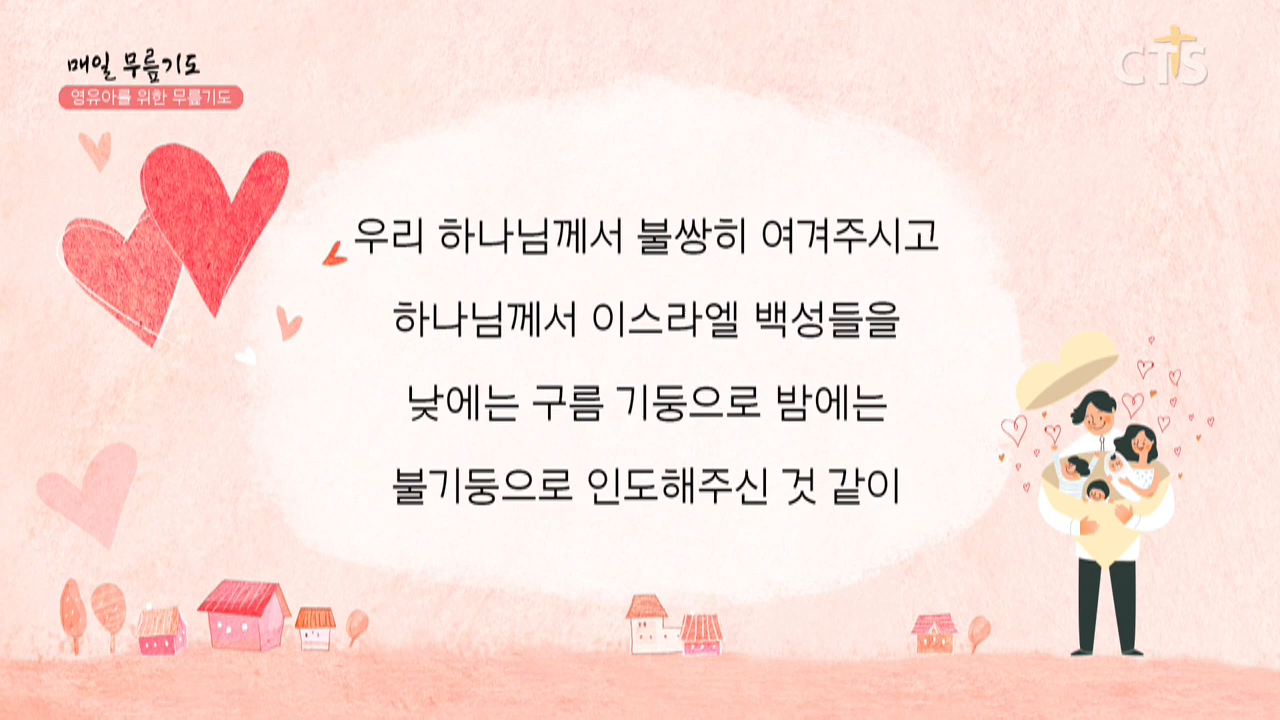 매일 무릎기도
영유아를 위한 무릎기도
CTS
우리 하나님께서 불쌍히 여겨주시고
하나님께서 이스라엘 백성들을
낮에는 구름 기둥으로 밤에는
불기둥으로 인도해주신 것 같이